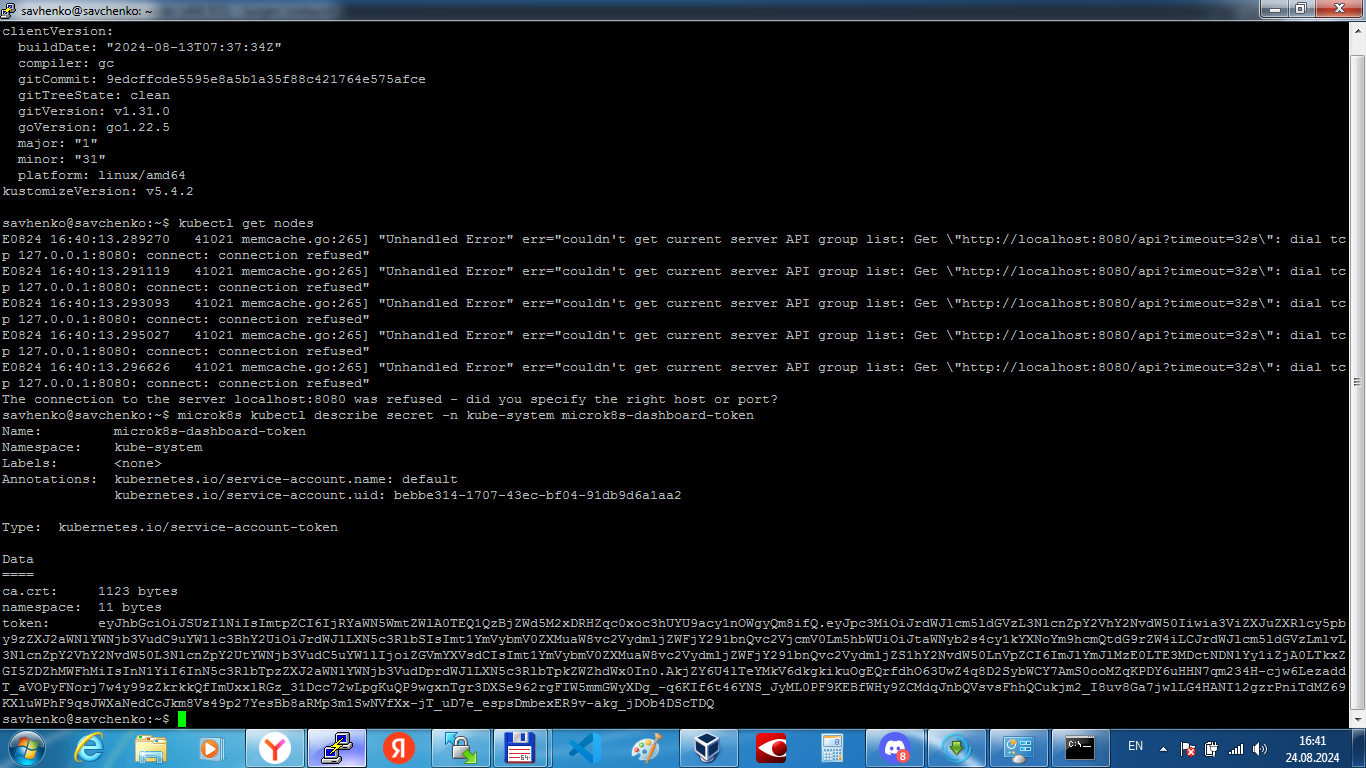 savhenko@savchenko: ~
clientVersion:
buildDate: "2024-08-13T07:37:34Z"
compiler: gc
gitCommit: 9edcffcde5595e8a5b1a35f88c421764e575afce
gitTreeState: clean
gitVersion: v1.31.0
goVersion: go1.22.5
major: "1"
minor: "31"
platform: linux/amd64
kustomizeVersion: v5.4.2
savhenko@savchenko:~$ kubectl get nodes
E0824 16:40:13.289270   41021 memcache.go:265] "Unhandled Error" err="couldn't get current server API group list: Get \"http://localhost:8080/api?timeout=32s\": dial tc
p 127.0.0.1:8080: connect: connection refused"
E0824 16:40:13.291119   41021 memcache.go:265] "Unhandled Error" err="couldn't get current server API group list: Get \"http://localhost:8080/api?timeout=32s\": dial tc
p 127.0.0.1:8080: connect: connection refused"
E0824 16:40:13.293093   41021 memcache.go:265] "Unhandled Error" err="couldn't get current server API group list: Get \"http://localhost:8080/api?timeout=32s\": dial tc
p 127.0.0.1:8080: connect: connection refused"
E0824 16:40:13.295027   41021 memcache.go:265] "Unhandled Error" err="couldn't get current server API group list: Get \"http://localhost:8080/api?timeout=32s\": dial tc
p 127.0.0.1:8080: connect: connection refused"
E0824 16:40:13.296626   41021 memcache.go:265] "Unhandled Error" err="couldn't get current server API group list: Get \"http://localhost:8080/api?timeout=32s\": dial tc
p 127.0.0.1:8080: connect: connection refused"
The connection to the server localhost:8080 was refused - did you specify the right host or port?
savhenko@savchenko:~$ microk8s kubectl describe secret -n kube-system microk8s-dashboard-token
Name:         microk8s-dashboard-token
Namespace:    kube-system
Labels:       <none>
Annotations:  kubernetes.io/service-account.name: default
kubernetes.io/service-account.uid: bebbe314-1707-43ec-bf04-91db9d6a1aa2
Type:  kubernetes.io/service-account-token
Data
====
ca.crt:     1123 bytes
namespace:  11 bytes
token:
savhenko@savchenko:~$
64
8
C:\
EN
16:41
24.08.2024